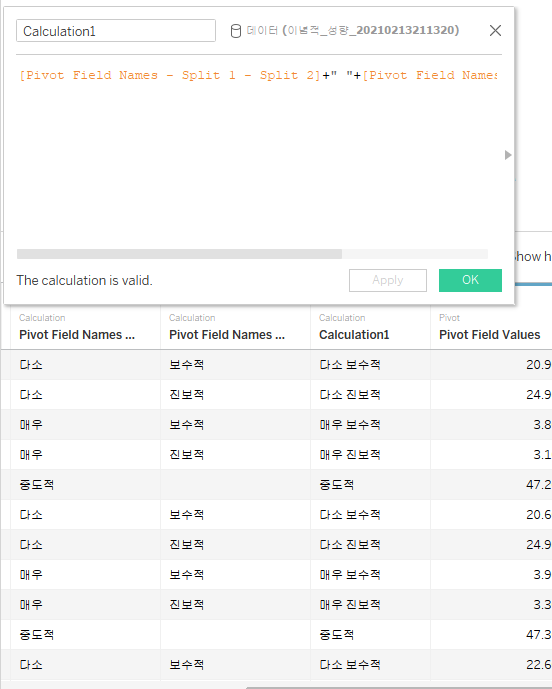 Calculation1
데이터 (이념적_성향_20210213211320)
[Pivot Field Names - Split 1 - Split 2]+" "+[Pivot Field Names
The calculation is valid.
Apply
OK
Show h
Calculation Calculation Calculation Pivot
Pivot Field Names ... Pivot Field Names ... Calculation1 Pivot Field Values
다소 보수적 다소 보수적 20.9
다소 진보적 다소 진보적 24.9
매우 보수적 매우 보수적 3.8
매우 진보적 매우 진보적 3.1
중도적 중도적 47.2
다소 보수적 다소 보수적 20.6
다소 진보적 다소 진보적 24.9
매우 보수적 매우 보수적 3.9
매우 진보적 매우 진보적 3.3
중도적 중도적 47.3
다소 보수적 다소 보수적 22.6